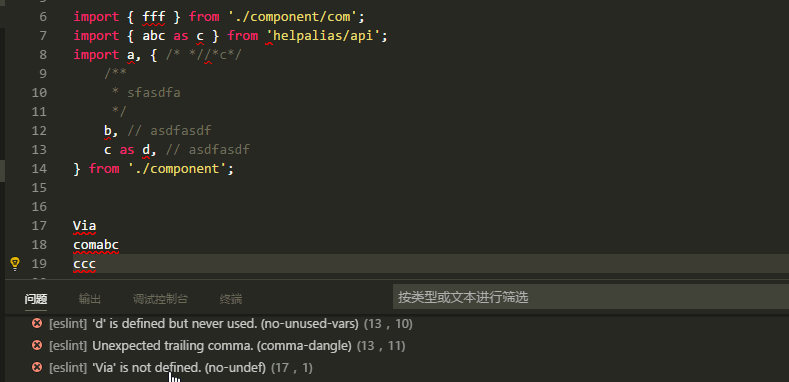 6 import { fff } from './component/com';
7 import { abc as c } from 'helpalias/api';
8 import a, { /* *//*c*/
9 /**
10 * sfasdfa
11 */
12 b, // asdfasdf
13 c as d, // asdfasdf
14 } from './component';
15
16
17 Via
18 comabc
19 ccc
问题 输出 调试控制台 终端 按类型或文本进行筛选
[eslint] 'd' is defined but never used. (no-unused-vars) (13，10)
[eslint] Unexpected trailing comma. (comma-dangle) (13，11)
[eslint] 'Via' is not defined. (no-undef) (17，1)